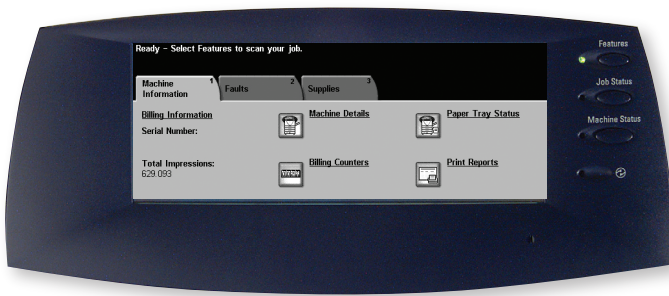 Ready - Select Features to scan your job.
Features
Job Status
Machine Status
Machine Information 1
Faults 2
Supplies 3
Billing Information
Serial Number:
Machine Details
Paper Tray Status
Total Impressions:
629 093
Billing Counters
Print Reports